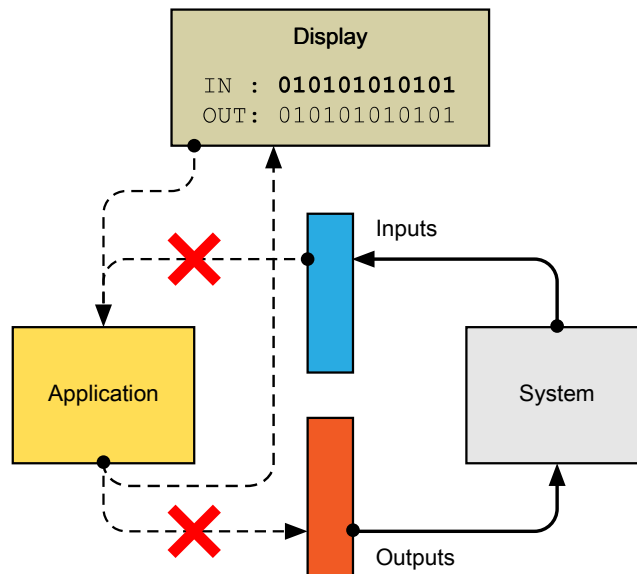 Display
IN : 010101010101
OUT: 010101010101
Inputs
Application
System
Outputs